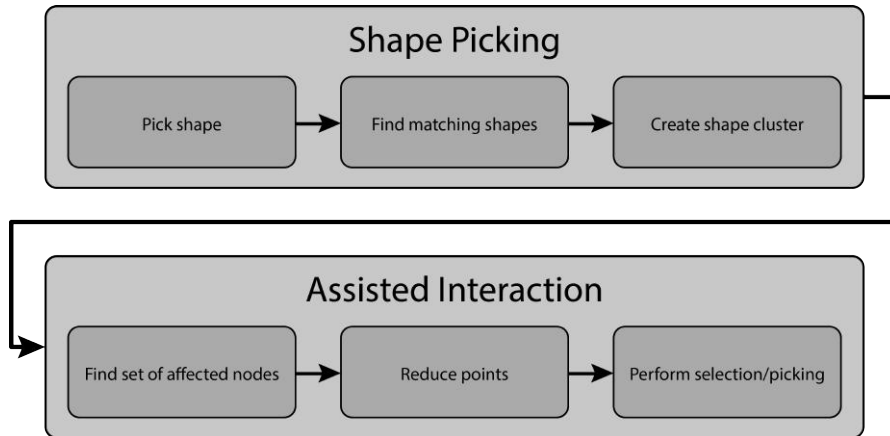 Shape Picking
Pick shape
Find matching shapes
Create shape cluster
Assisted Interaction
Find set of affected nodes
Reduce points
Perform selection/picking